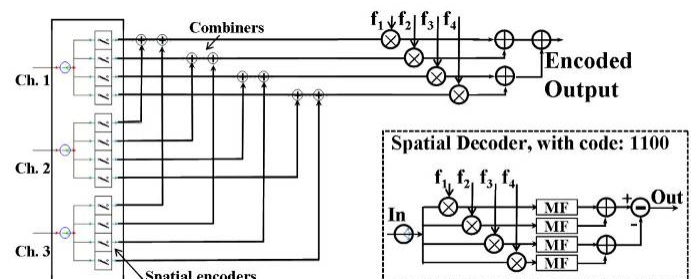 f₁ f₂ f₃ f₄
Combiners
Encoded
Output
Ch. 1
Ch. 2
Ch. 3
Spatial encoders
Spatial Decoder, with code: 1100
f₁ f₂ f₃ f₄
In
MF
MF
MF
MF
+
-
Out